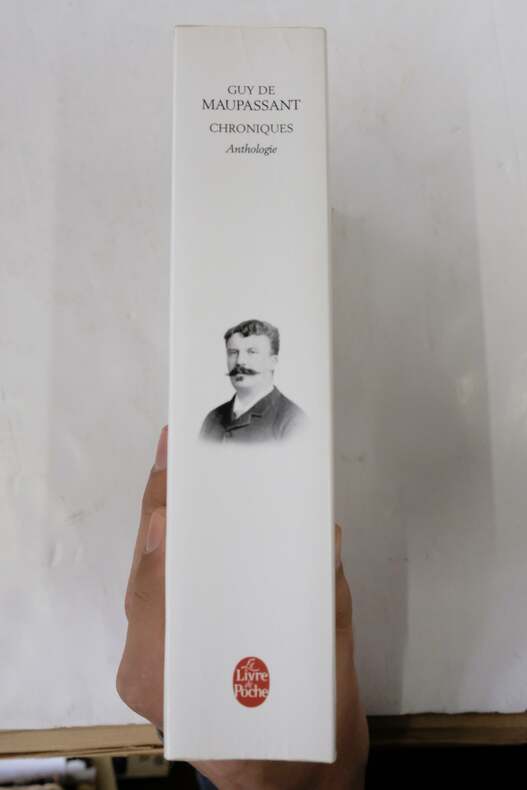 GUY DE
MAUPASSANT
CHRONIQUES
Anthologie
Le
Livre
de
Poche